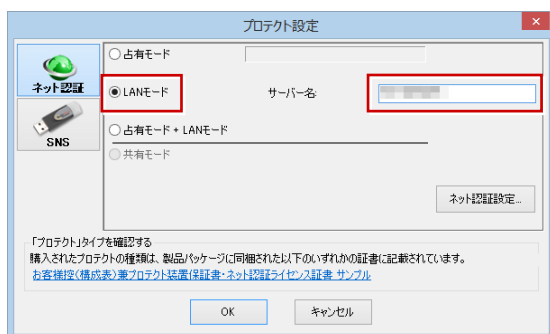 プロテクト設定
ネット認証
SNS
占有モード
LANモード
サーバー名:
占有モード + LANモード
共有モード
ネット認証設定...
「プロテクト」タイプを確認する
購入されたプロテクトの種類は、製品パッケージに同梱された以下のいずれかの証書に記載されています。
お客様控(構成表)兼プロテクト装置保証書・ネット認証ライセンス証書 サンプル
OK
キャンセル